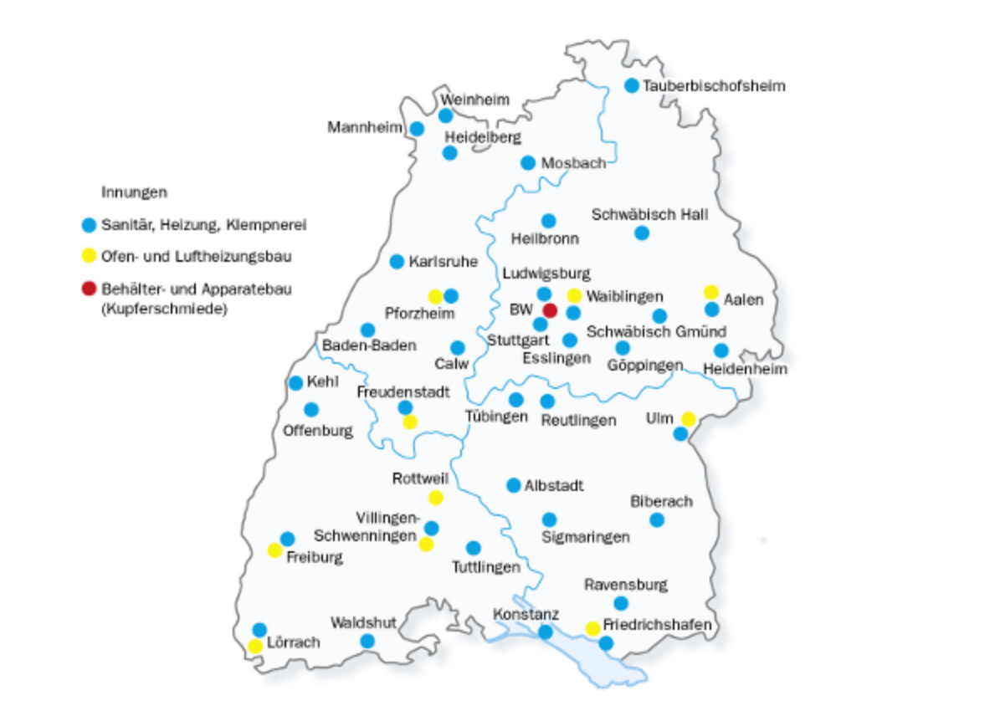 Tauberbischofsheim
Weinheim
Mannheim
Heidelberg
Mosbach
Innungen
Sanitär, Heizung, Klempnerei
Ofen- und Luftheizungsbau
Behälter- und Apparatebau
(Kupferschmiede)
Schwäbisch Hall
Heilbronn
Karlsruhe
Ludwigsburg
Waiblingen
Aalen
BW
Pforzheim
Schwäbisch Gmünd
Baden-Baden
Stuttgart
Esslingen
Calw
Göppingen
Heidenheim
Kehl
Freudenstadt
Tübingen
Reutlingen
Ulm
Offenburg
Rottweil
Albstadt
Biberach
Villingen-
Schwenningen
Sigmaringen
Freiburg
Tuttlingen
Ravensburg
Konstanz
Waldshut
Friedrichshafen
Lörrach